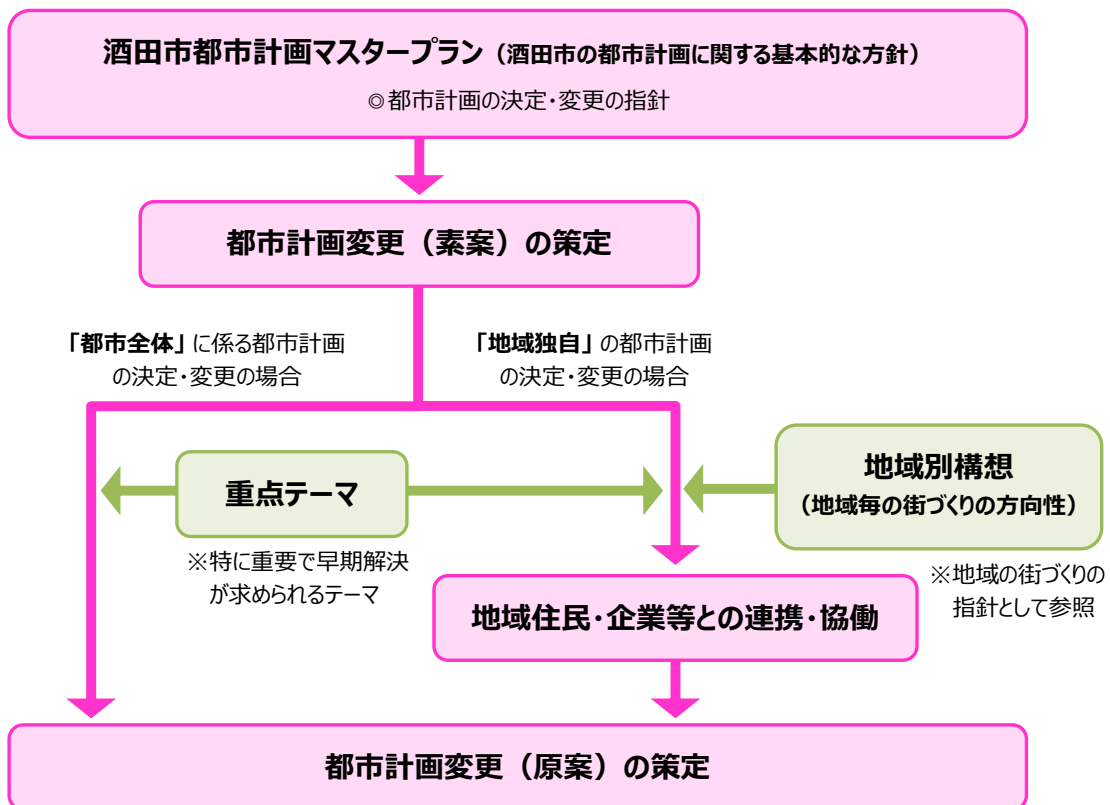 酒田市都市計画マスタープラン（酒田市の都市計画に関する基本的な方針）
◎都市計画の決定・変更の指針
都市計画変更（素案）の策定
「都市全体」に係る都市計画
の決定・変更の場合
「地域独自」の都市計画
の決定・変更の場合
重点テーマ
※特に重要で早期解決
が求められるテーマ
地域別構想
（地域毎の街づくりの方向性）
※地域の街づくりの
指針として参照
地域住民・企業等との連携・協働
都市計画変更（原案）の策定